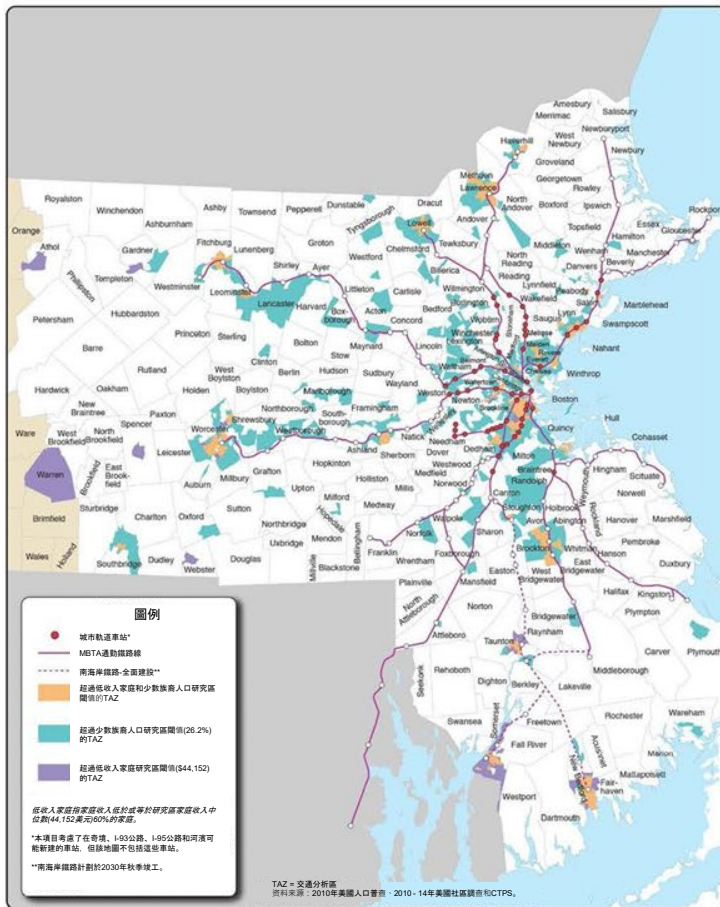 Amesbury
Merrimac
Salisbury
Newburyport
West
Newbury
Newbury
Haverhill
Groveland
Georgetown
Rowley
Methuen
Lawrence
North
Andover
Boxford
Ipswich
Rockport
Andover
Topsfield
Essex
Gloucester
Hamilton
Manchester
Wenham
Beverly
Middleton
Danvers
Royalston
Winchendon
Ashburnham
Ashby
Townsend
Pepperell
Dunstable
Tyngsborough
Dracut
Lowell
Tewksbury
Chelmsford
Orange
Athol
Phillipston
Templeton
Gardner
Westminster
Fitchburg
Lunenburg
Leominster
Shirley
Ayer
Groton
Westford
Littleton
Billerica
Carlisle
Wilmington
North
Reading
Reading
Lynnfield
Wakefield
Peabody
Salem
Marblehead
Swampscott
Lynn
Saugus
Nahant
Petersham
Hubbardston
Princeton
Sterling
Lancaster
Harvard
Box-
borough
Acton
Concord
Bedford
Burlington
Woburn
Stoneham
Melrose
Malden
Revere
Everett
Winthrop
Winchester
Lexington
Lincoln
Waltham
Belmont
Watertown
Barre
Rutland
Bolton
Stow
Maynard
Hudson
Sudbury
Wayland
Weston
Newton
Brookline
Boston
Hull
Hardwick
Oakham
New
Braintree
West
Boylston
Clinton
Berlin
Holden
Boylston
Northborough
Marlborough
South-
borough
Framingham
Natick
Wellesley
Needham
Dedham
Dover
Quincy
Milton
Cohasset
Hingham
Scituate
Ware
West
Brookfield
North
Brookfield
Spencer
Paxton
Leicester
Worcester
Shrewsbury
Westborough
Ashland
Sherborn
Hopkinton
Westwood
Medfield
Norwood
Canton
Braintree
Randolph
Weymouth
Norwell
Warren
Brookfield
East
Brook-
field
Auburn
Millbury
Grafton
Upton
Holliston
Millis
Medway
Walpole
Sharon
Stoughton
Holbrook
Avon
Abington
Rockland
Hanover
Marshfield
Brimfield
Sturbridge
Charlton
Oxford
Sutton
Northbridge
Hopedale
Milford
Mendon
Bellingham
Franklin
Norfolk
Brockton
Whitman
Hanson
Pembroke
Duxbury
Wales
Holland
Southbridge
Dudley
Webster
Douglas
Uxbridge
Millville
Blackstone
Wrentham
Foxborough
Easton
West
Bridgewater
East
Bridgewater
Halifax
Kingston
Plympton
Plainville
Mansfield
North
Attleborough
Norton
Bridgewater
Plymouth
Carver
Attleboro
Taunton
Raynham
Middleborough
Seekonk
Rehoboth
Dighton
Berkley
Lakeville
Rochester
Wareham
Swansea
Somerset
Freetown
Fall River
Acushnet
Marion
Mattapoisett
New Bedford
Fair-
haven
Westport
Dartmouth
圖例
城市軌道車站*
MBTA通勤鐵路線
南海岸鐵路-全面建設**
超過低收入家庭和少數族裔人口研究區
閾值的TAZ
超過少數族裔人口研究區閾值(26.2%)
的TAZ
超過低收入家庭研究區閾值($44,152)
的TAZ
低收入家庭指家庭收入低於或等於研究區家庭收入中
位數(44,152美元)60%的家庭。
*本項目考慮了在奇境、I-93公路、I-95公路和河濱可
能新建的車站，但該地圖不包括這些車站。
**南海岸鐵路計劃於2030年秋季竣工。
TAZ = 交通分析區
資料來源：2010年美國人口普查，2010 - 14年美國社區調查和CTPS。